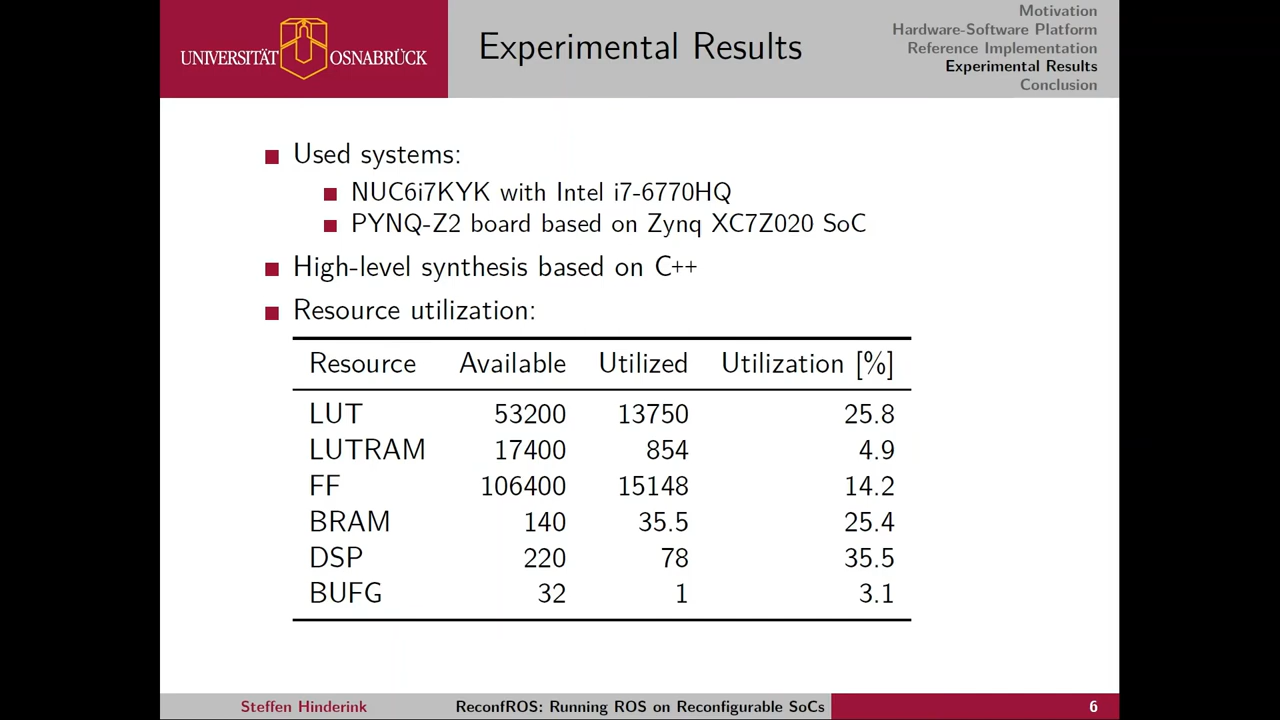 UNIVERSITÄT OSNABRÜCK
Experimental Results
Motivation
Hardware-Software Platform
Reference Implementation
Experimental Results
Conclusion
Used systems:
NUC6i7KYK with Intel i7-6770HQ
PYNQ-Z2 board based on Zynq XC7Z020 SoC
High-level synthesis based on C++
Resource utilization:
Resource Available Utilized Utilization [%]
LUT 53200 13750 25.8
LUTRAM 17400 854 4.9
FF 106400 15148 14.2
BRAM 140 35.5 25.4
DSP 220 78 35.5
BUFG 32 1 3.1
Steffen Hinderink ReconfROS: Running ROS on Reconfigurable SoCs 6